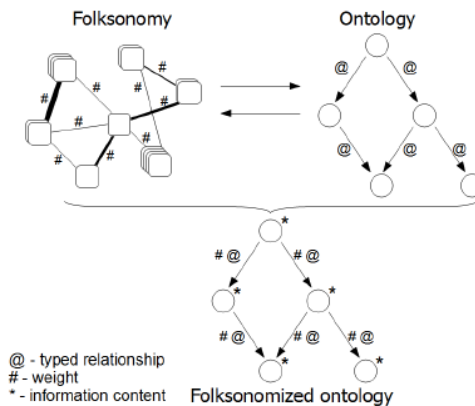 Folksonomy
Ontology
#
#
#
#
#
#
#
#
#
@ @
@ @ @
*
# @ # @
* *
# @ # @ # @
* *
@ - typed relationship
# - weight
* - information content
Folksonomized ontology